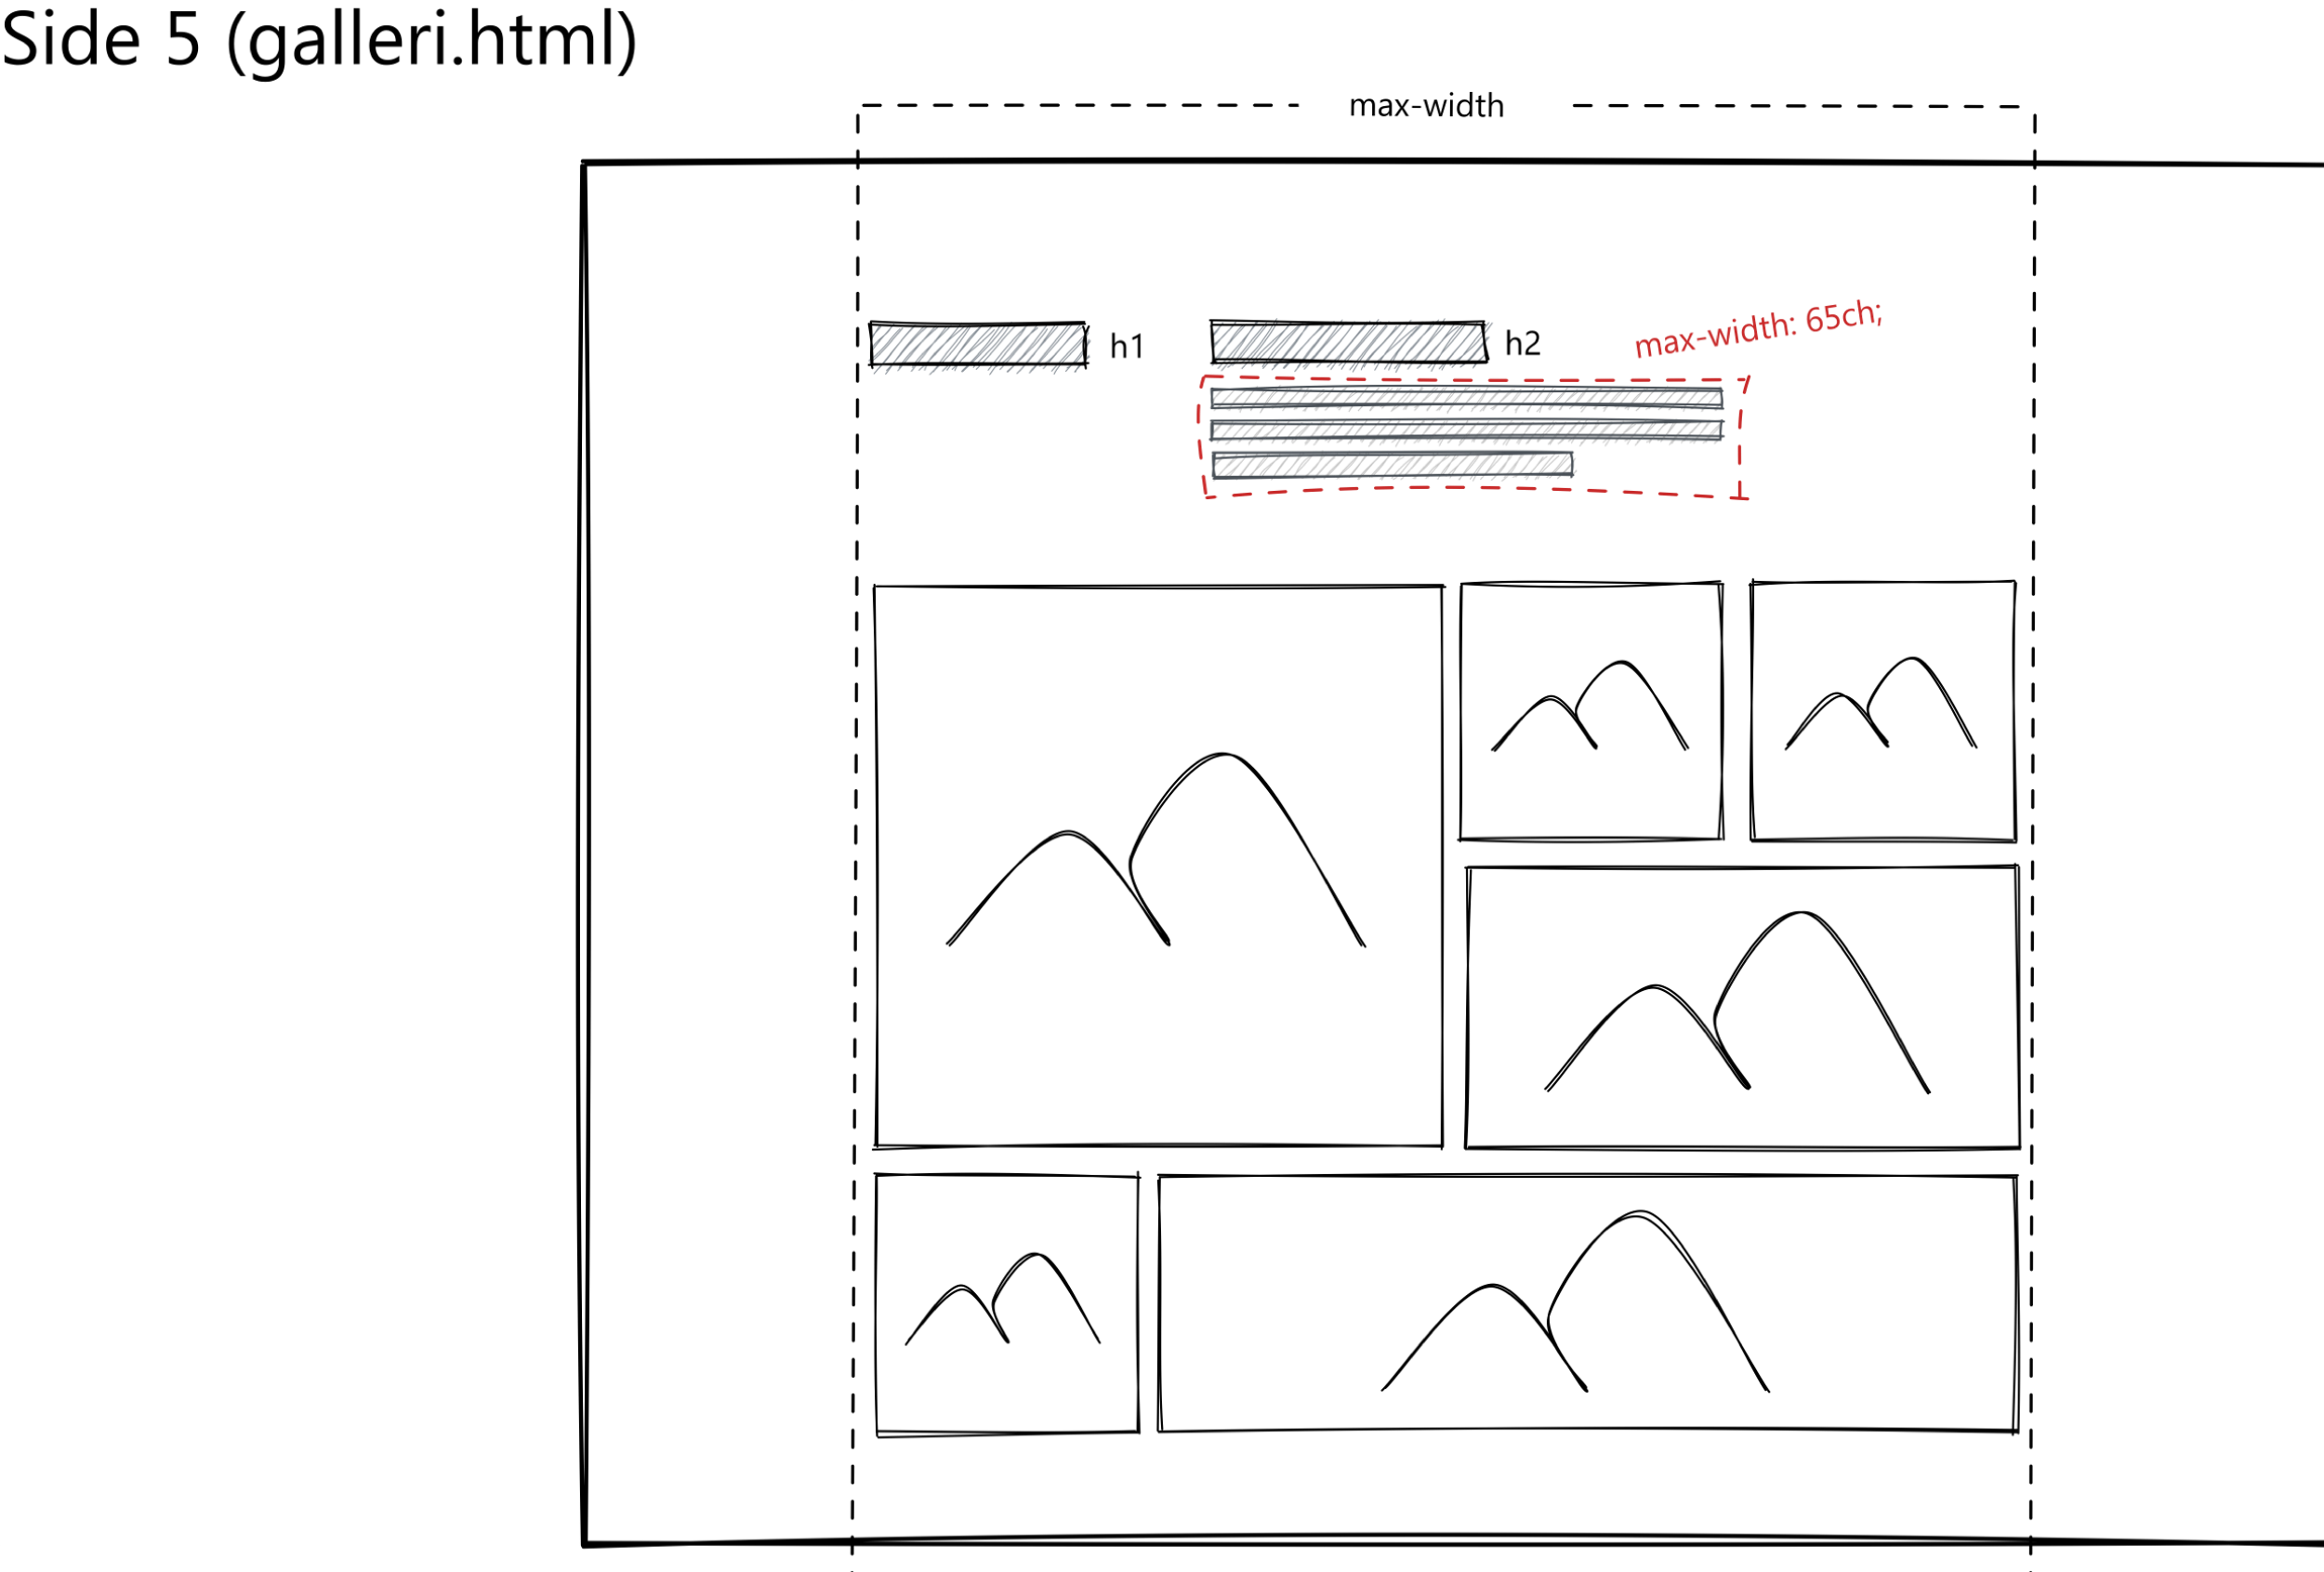 Side 5 (galleri.html)
max-width
h1
h2
max-width: 65ch;